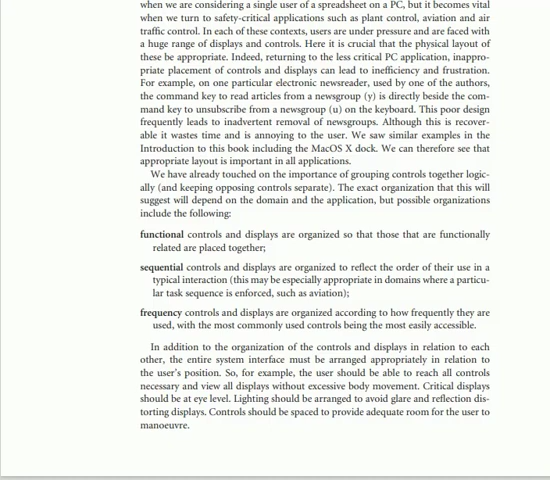 when we are considering a single user of a spreadsheet on a PC, but it becomes vital
when we turn to safety-critical applications such as plant control, aviation and air
traffic control. In each of these contexts, users are under pressure and are faced with
a huge range of displays and controls. Here it is crucial that the physical layout of
these be appropriate. Indeed, returning to the less critical PC application, inappro-
priate placement of controls and displays can lead to inefficiency and frustration.
For example, on one particular electronic newsreader, used by one of the authors,
the command key to read articles from a newsgroup (y) is directly beside the com-
mand key to unsubscribe from a newsgroup (u) on the keyboard. This poor design
frequently leads to inadvertent removal of newsgroups. Although this is recover-
able it wastes time and is annoying to the user. We saw similar examples in the
Introduction to this book including the MacOS X dock. We can therefore see that
appropriate layout is important in all applications.
We have already touched on the importance of grouping controls together logic-
ally (and keeping opposing controls separate). The exact organization that this will
suggest will depend on the domain and the application, but possible organizations
include the following:
functional controls and displays are organized so that those that are functionally
related are placed together;
sequential controls and displays are organized to reflect the order of their use in a
typical interaction (this may be especially appropriate in domains where a particu-
lar task sequence is enforced, such as aviation);
frequency controls and displays are organized according to how frequently they are
used, with the most commonly used controls being the most easily accessible.
In addition to the organization of the controls and displays in relation to each
other, the entire system interface must be arranged appropriately in relation to
the user's position. So, for example, the user should be able to reach all controls
necessary and view all displays without excessive body movement. Critical displays
should be at eye level. Lighting should be arranged to avoid glare and reflection dis-
torting displays. Controls should be spaced to provide adequate room for the user to
manoeuvre.